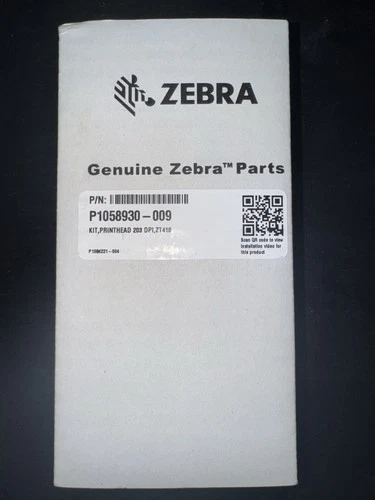 ZEBRA
Genuine Zebra™ Parts
P/N:
P1058930-009
KIT,PRINTHEAD 203 DPI,ZT410
Scan QR code to view
installation video for
this product.